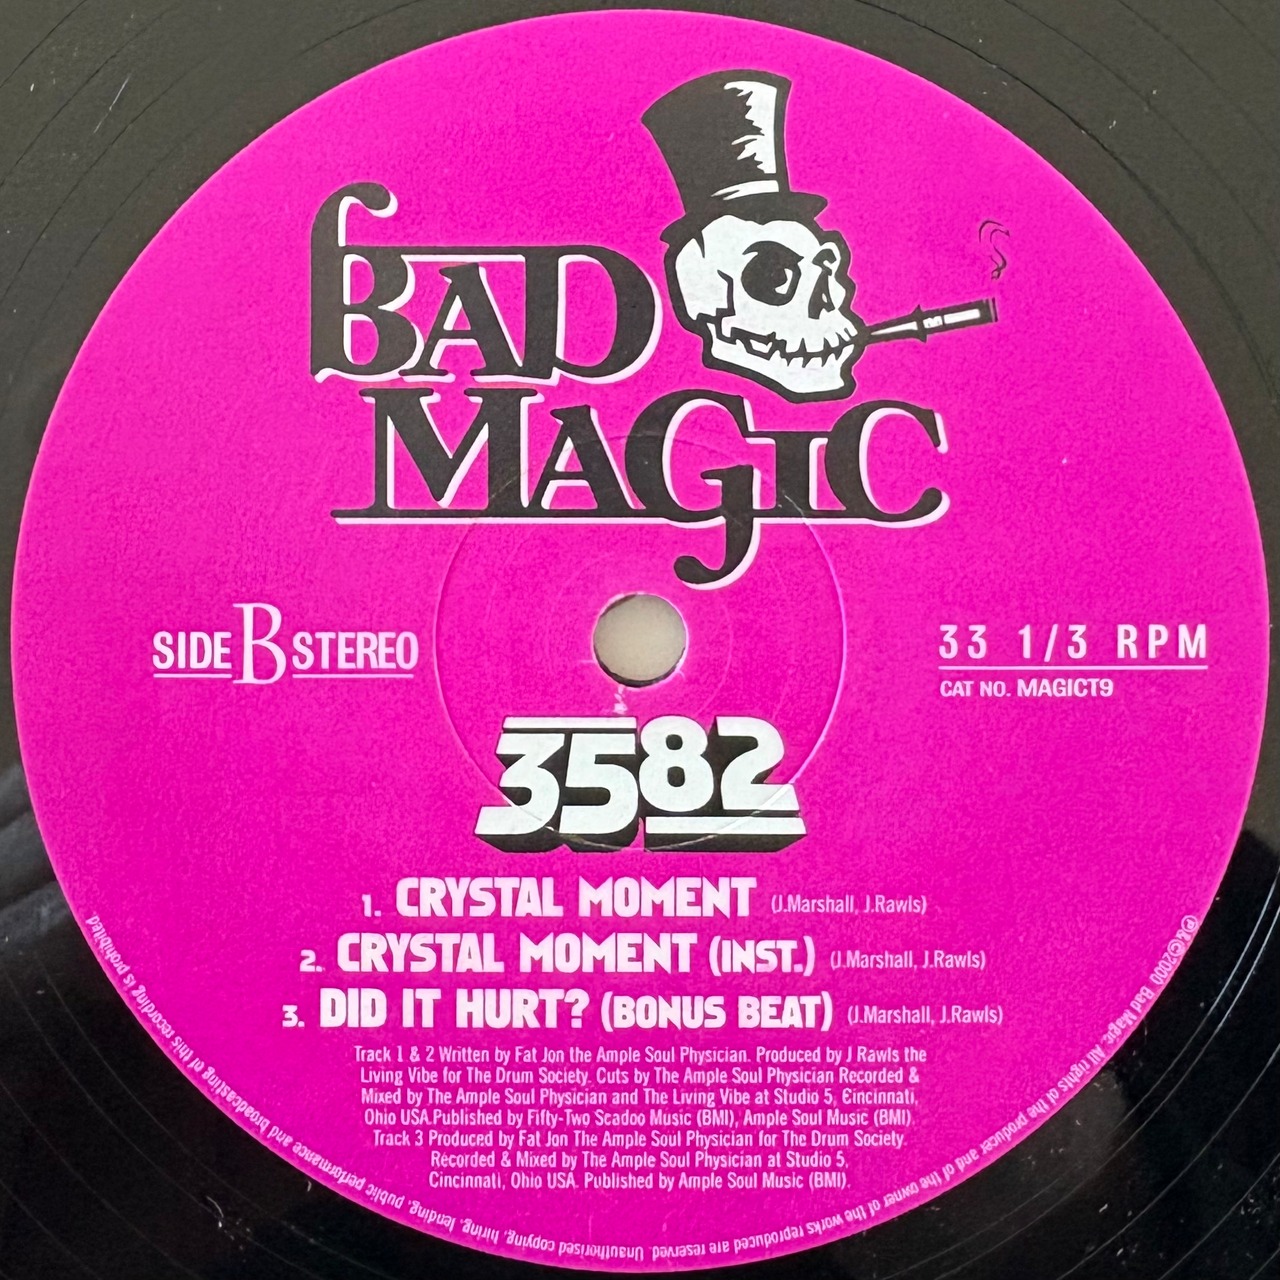 BAD
MAGIC
SIDE B STEREO
33 1/3 RPM
CAT NO. MAGICT9
3582
1. CRYSTAL MOMENT (J.Marshall, J.Rawls)
2. CRYSTAL MOMENT (INST.) (J.Marshall, J.Rawls)
3. DID IT HURT? (BONUS BEAT) (J.Marshall, J.Rawls)
Track 1 & 2 Written by Fat Jon the Ample Soul Physician. Produced by J Rawls the
Living Vibe for The Drum Society. Cuts by The Ample Soul Physician Recorded &
Mixed by The Ample Soul Physician and The Living Vibe at Studio 5, Cincinnati,
Ohio USA.Published by Fifty-Two Scadoo Music (BMI), Ample Soul Music (BMI)
Track 3 Produced by Fat Jon The Ample Soul Physician for The Drum Society.
Recorded & Mixed by The Ample Soul Physician at Studio 5,
Cincinnati, Ohio USA. Published by Ample Soul Music (BMI).
℗&©2000 Bad Magic. All rights of the producer and of the owner of the works reproduced are reserved. Unauthorised copying, hiring, lending, public performance and broadcasting of this recording is prohibited